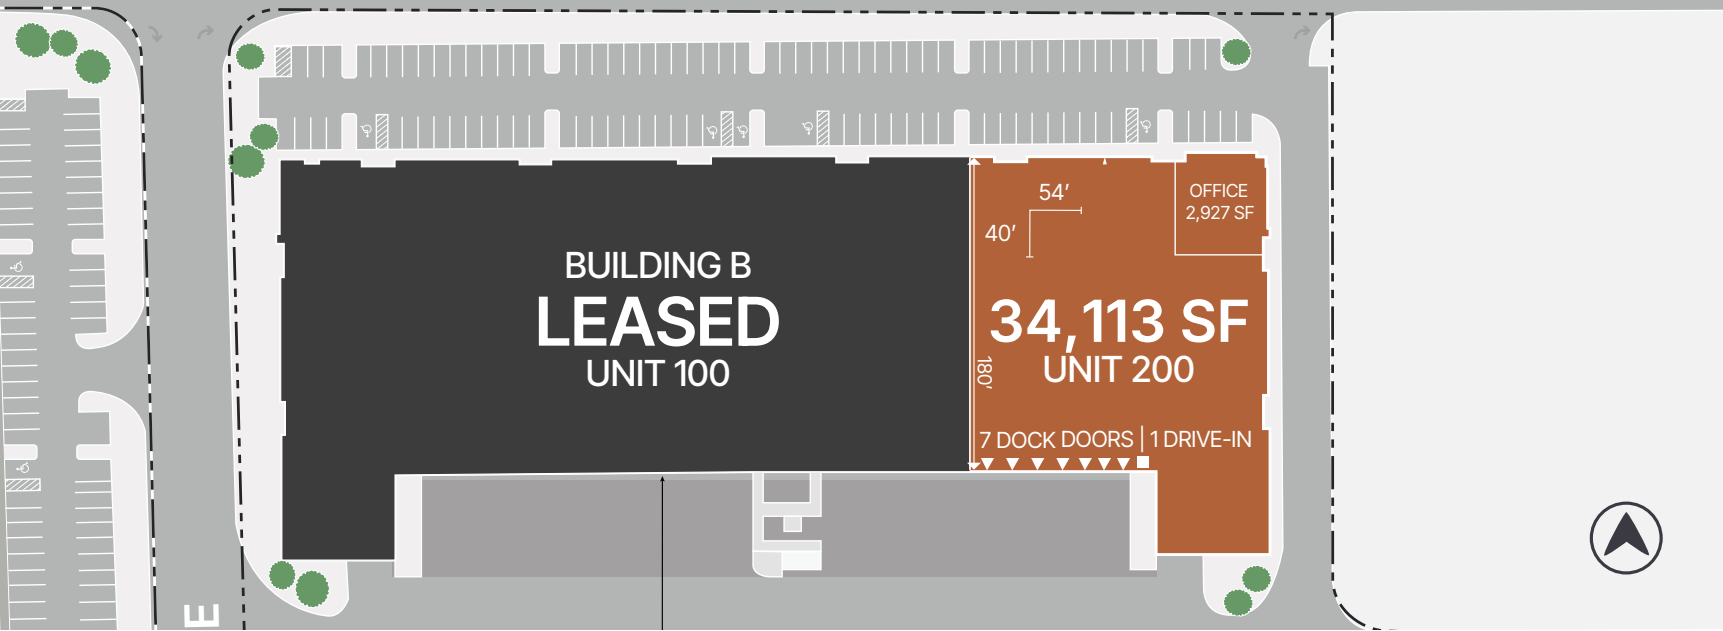 BUILDING B
LEASED
UNIT 100
54’
40’
OFFICE
2,927 SF
34,113 SF
UNIT 200
180’
7 DOCK DOORS | 1 DRIVE-IN
E